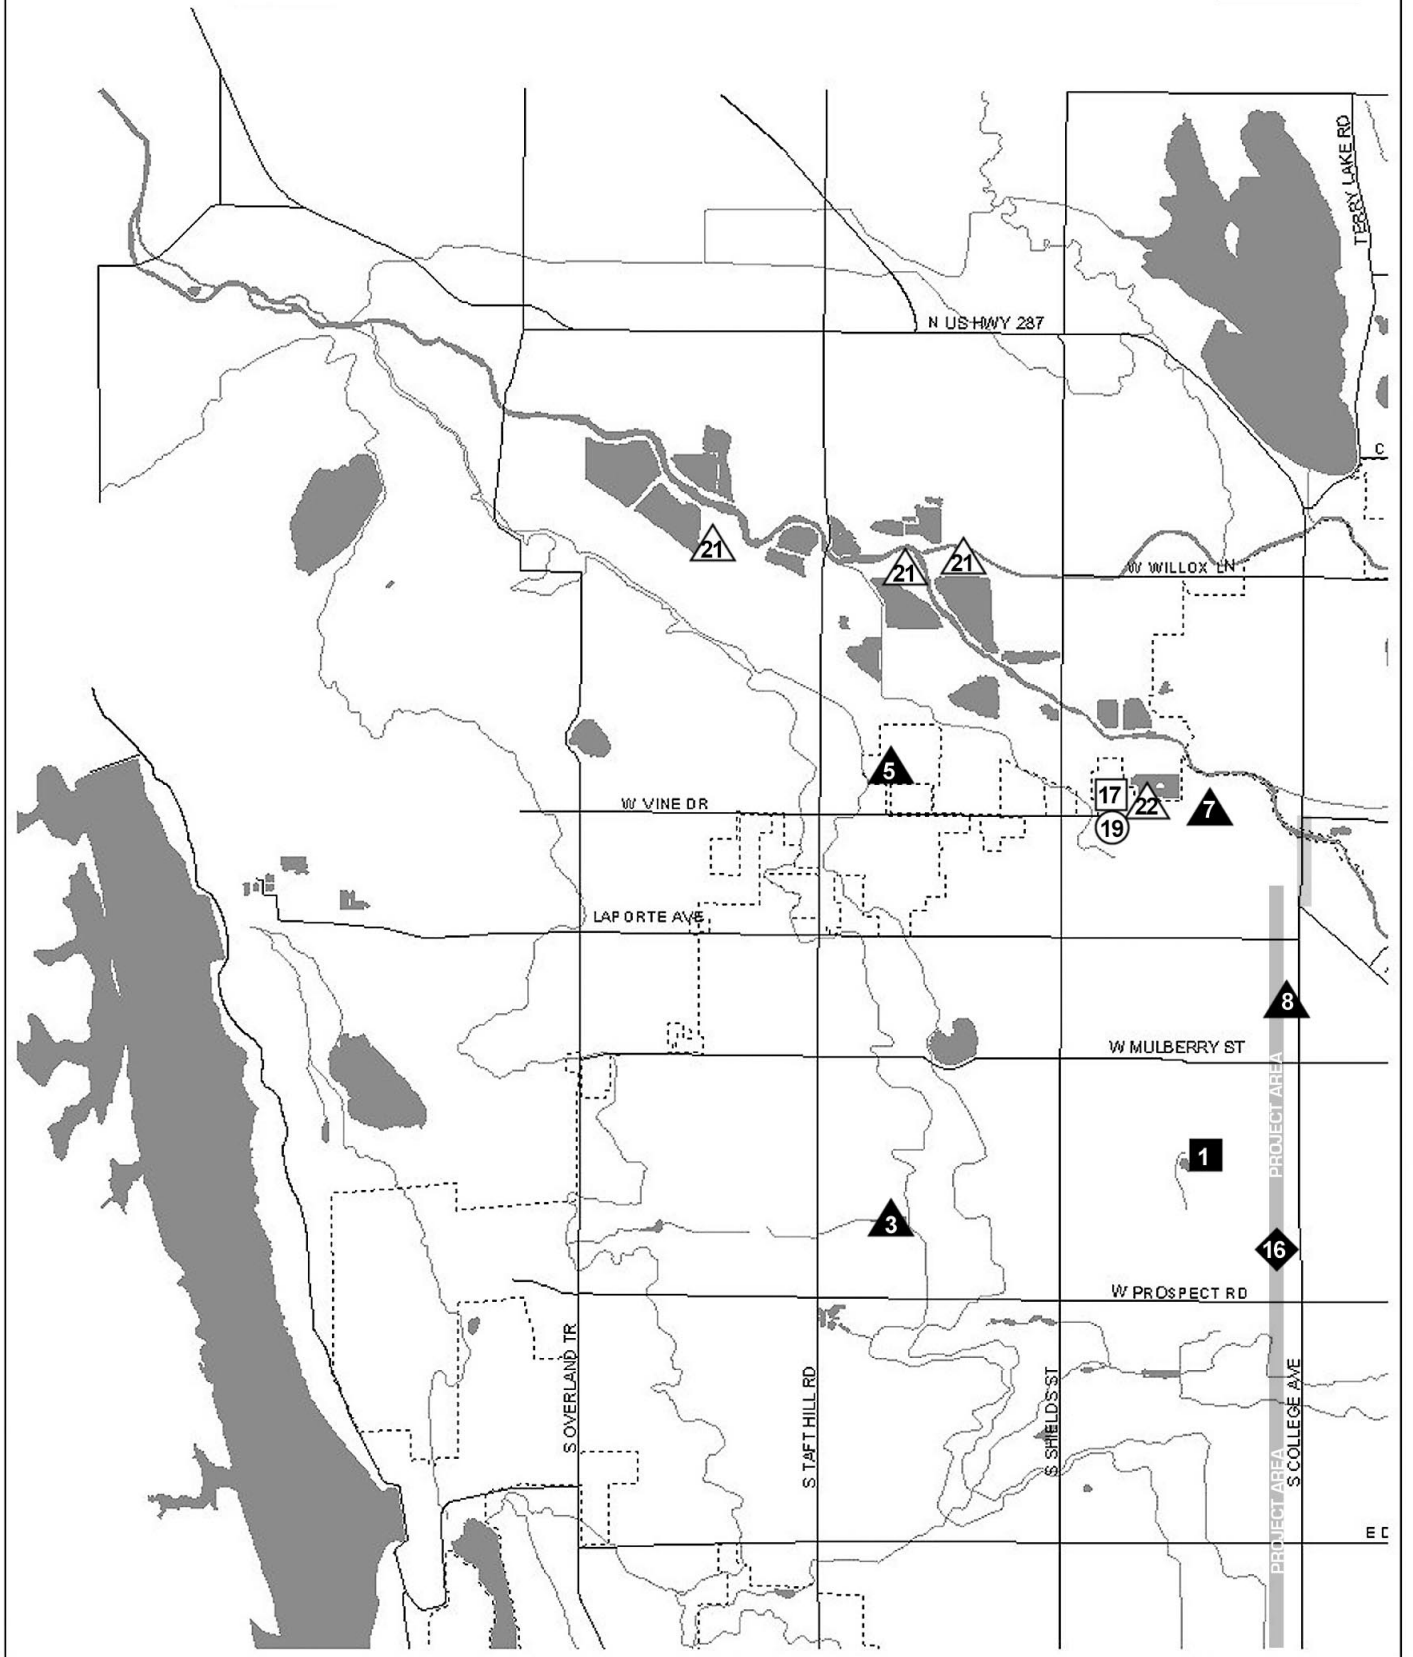 TERRY LAKE RD
N US HWY 287
C
21
21
21
W WILLOX LN
5
17
22
7
19
W VINE DR
LAPORTE AVE
8
W MULBERRY ST
PROJECT AREA
1
3
16
W PROSPECT RD
S OVERLAND TR
S TAFT HILL RD
S SHIELDS ST
S COLLEGE AVE
PROJECT AREA
E D